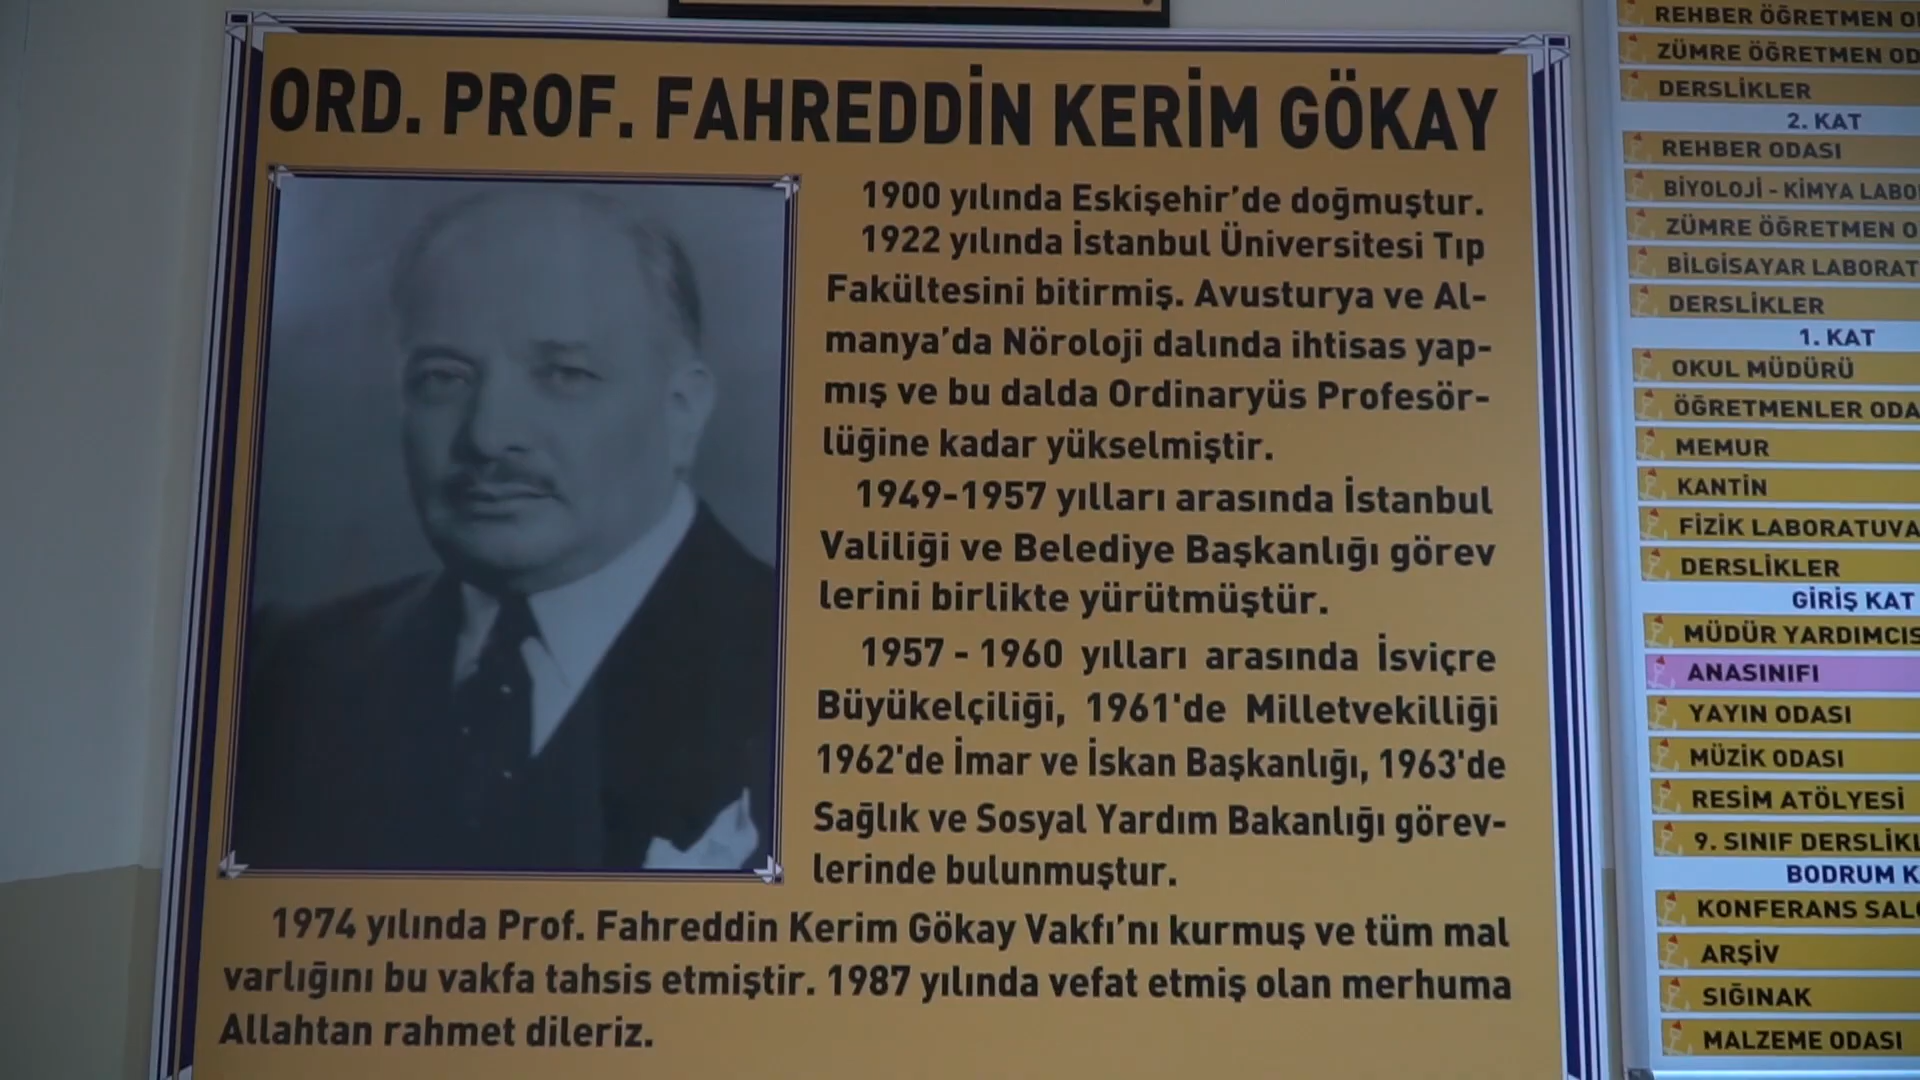 ORD. PROF. FAHREDDİN KERİM GÖKAY
1900 yılında Eskişehir’de doğmuştur.
1922 yılında İstanbul Üniversitesi Tıp
Fakültesini bitirmiş. Avusturya ve Al-
manya’da Nöroloji dalında ihtisas yap-
mış ve bu dalda Ordinaryüs Profesör-
lüğine kadar yükselmiştir.
1949-1957 yılları arasında İstanbul
Valiliği ve Belediye Başkanlığı görev
lerini birlikte yürütmüştür.
1957 - 1960 yılları arasında İsviçre
Büyükelçiliği, 1961'de Milletvekilliği
1962'de İmar ve İskan Başkanlığı, 1963'de
Sağlık ve Sosyal Yardım Bakanlığı görev-
lerinde bulunmuştur.
1974 yılında Prof. Fahreddin Kerim Gökay Vakfı’nı kurmuş ve tüm mal
varlığını bu vakfa tahsis etmiştir. 1987 yılında vefat etmiş olan merhuma
Allahtan rahmet dileriz.
REHBER ÖĞRETMEN
ZÜMRE ÖĞRETMEN
DERSLİKLER
2. KAT
REHBER ODASI
BİYOLOJİ - KİMYA
ZÜMRE ÖĞRETMEN
BİLGİSAYAR
DERSLİKLER
1. KAT
OKUL MÜDÜRÜ
ÖĞRETMENLER
MEMUR
KANTİN
FİZİK
DERSLİKLER
GİRİŞ KAT
MÜDÜR
ANASINIFI
YAYIN ODASI
MÜZİK ODASI
RESİM ATÖLYESİ
9. SINIF
BODRUM
KONFERANS
ARŞİV
SIĞINAK
MALZEME ODASI